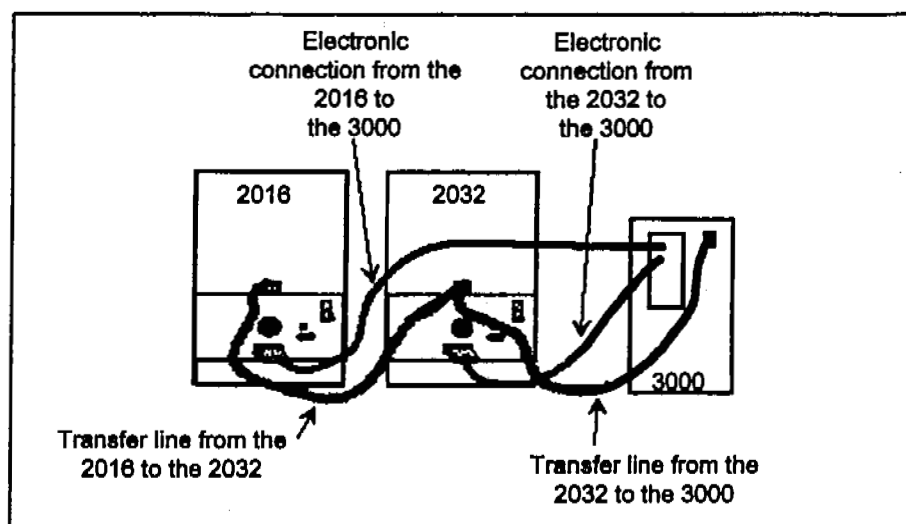 Electronic
connection from the
2016 to
the 3000
Electronic
connection from
the 2032 to
the 3000
2016
2032
3000
Transfer line from the
2016 to the 2032
Transfer line from the
2032 to the 3000